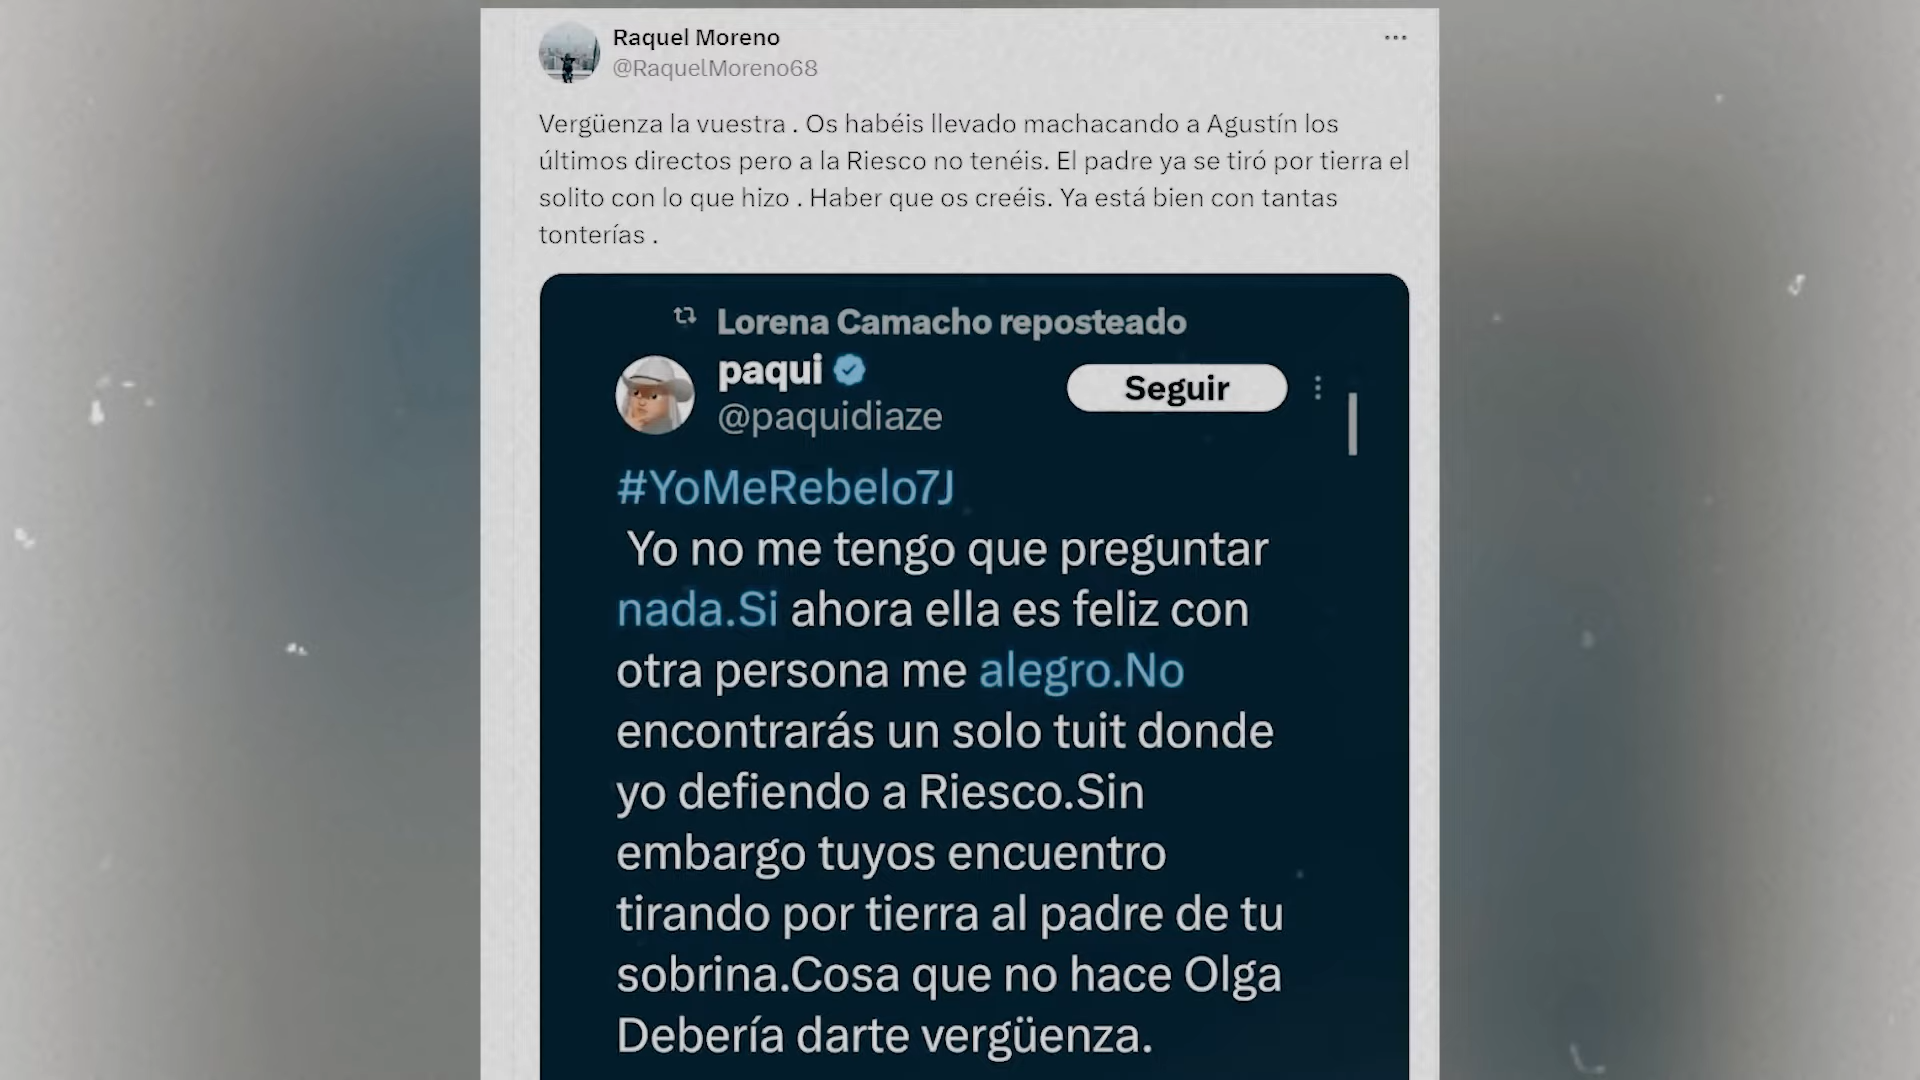 Raquel Moreno
@RaquelMoreno68
Vergüenza la vuestra . Os habéis llevado machacando a Agustín los
últimos directos pero a la Riesco no tenéis. El padre ya se tiró por tierra el
solito con lo que hizo . Haber que os creéis. Ya está bien con tantas
tonterías .
Lorena Camacho reposteado
paqui
@paquidiaze
Seguir
#YoMeRebelo7J
Yo no me tengo que preguntar
nada.Si ahora ella es feliz con
otra persona me alegro.No
encontrarás un solo tuit donde
yo defiendo a Riesco.Sin
embargo tuyos encuentro
tirando por tierra al padre de tu
sobrina.Cosa que no hace Olga
Debería darte vergüenza.